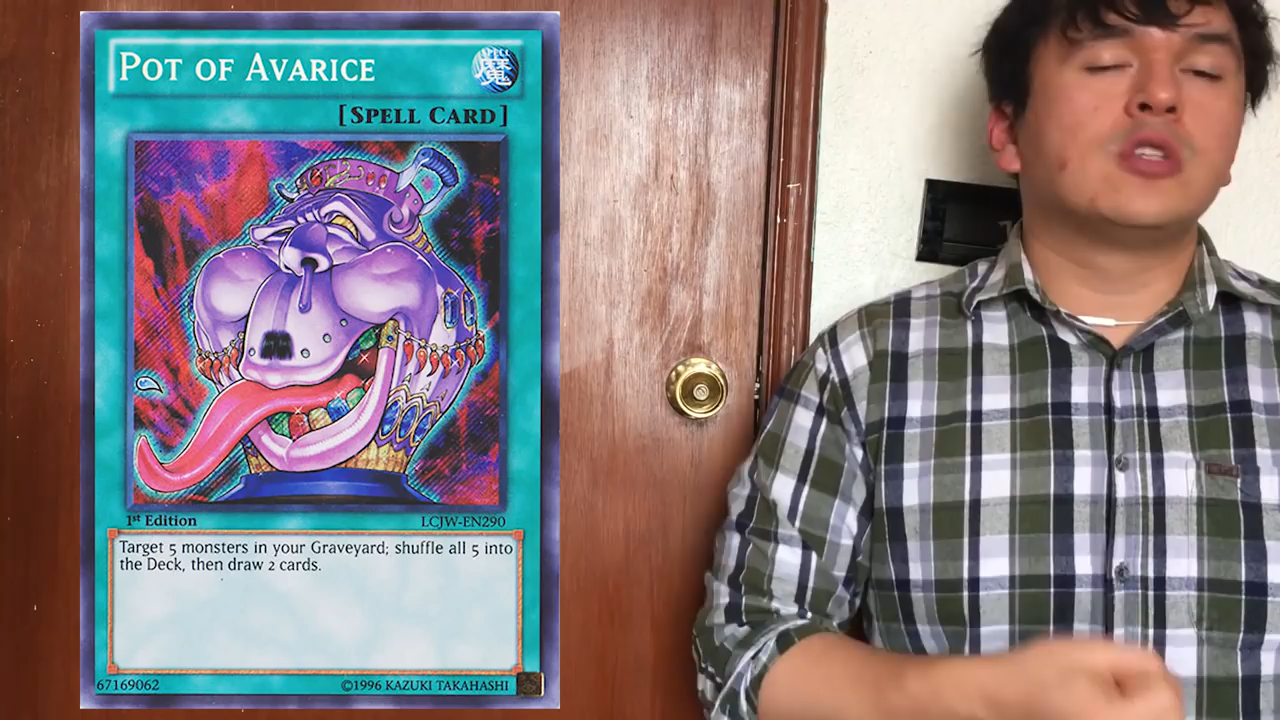 POT OF AVARICE
魔
[SPELL CARD]
1st Edition
LCJW-EN290
Target 5 monsters in your Graveyard; shuffle all 5 into
the Deck, then draw 2 cards.
67169062
©1996 KAZUKI TAKAHASHI